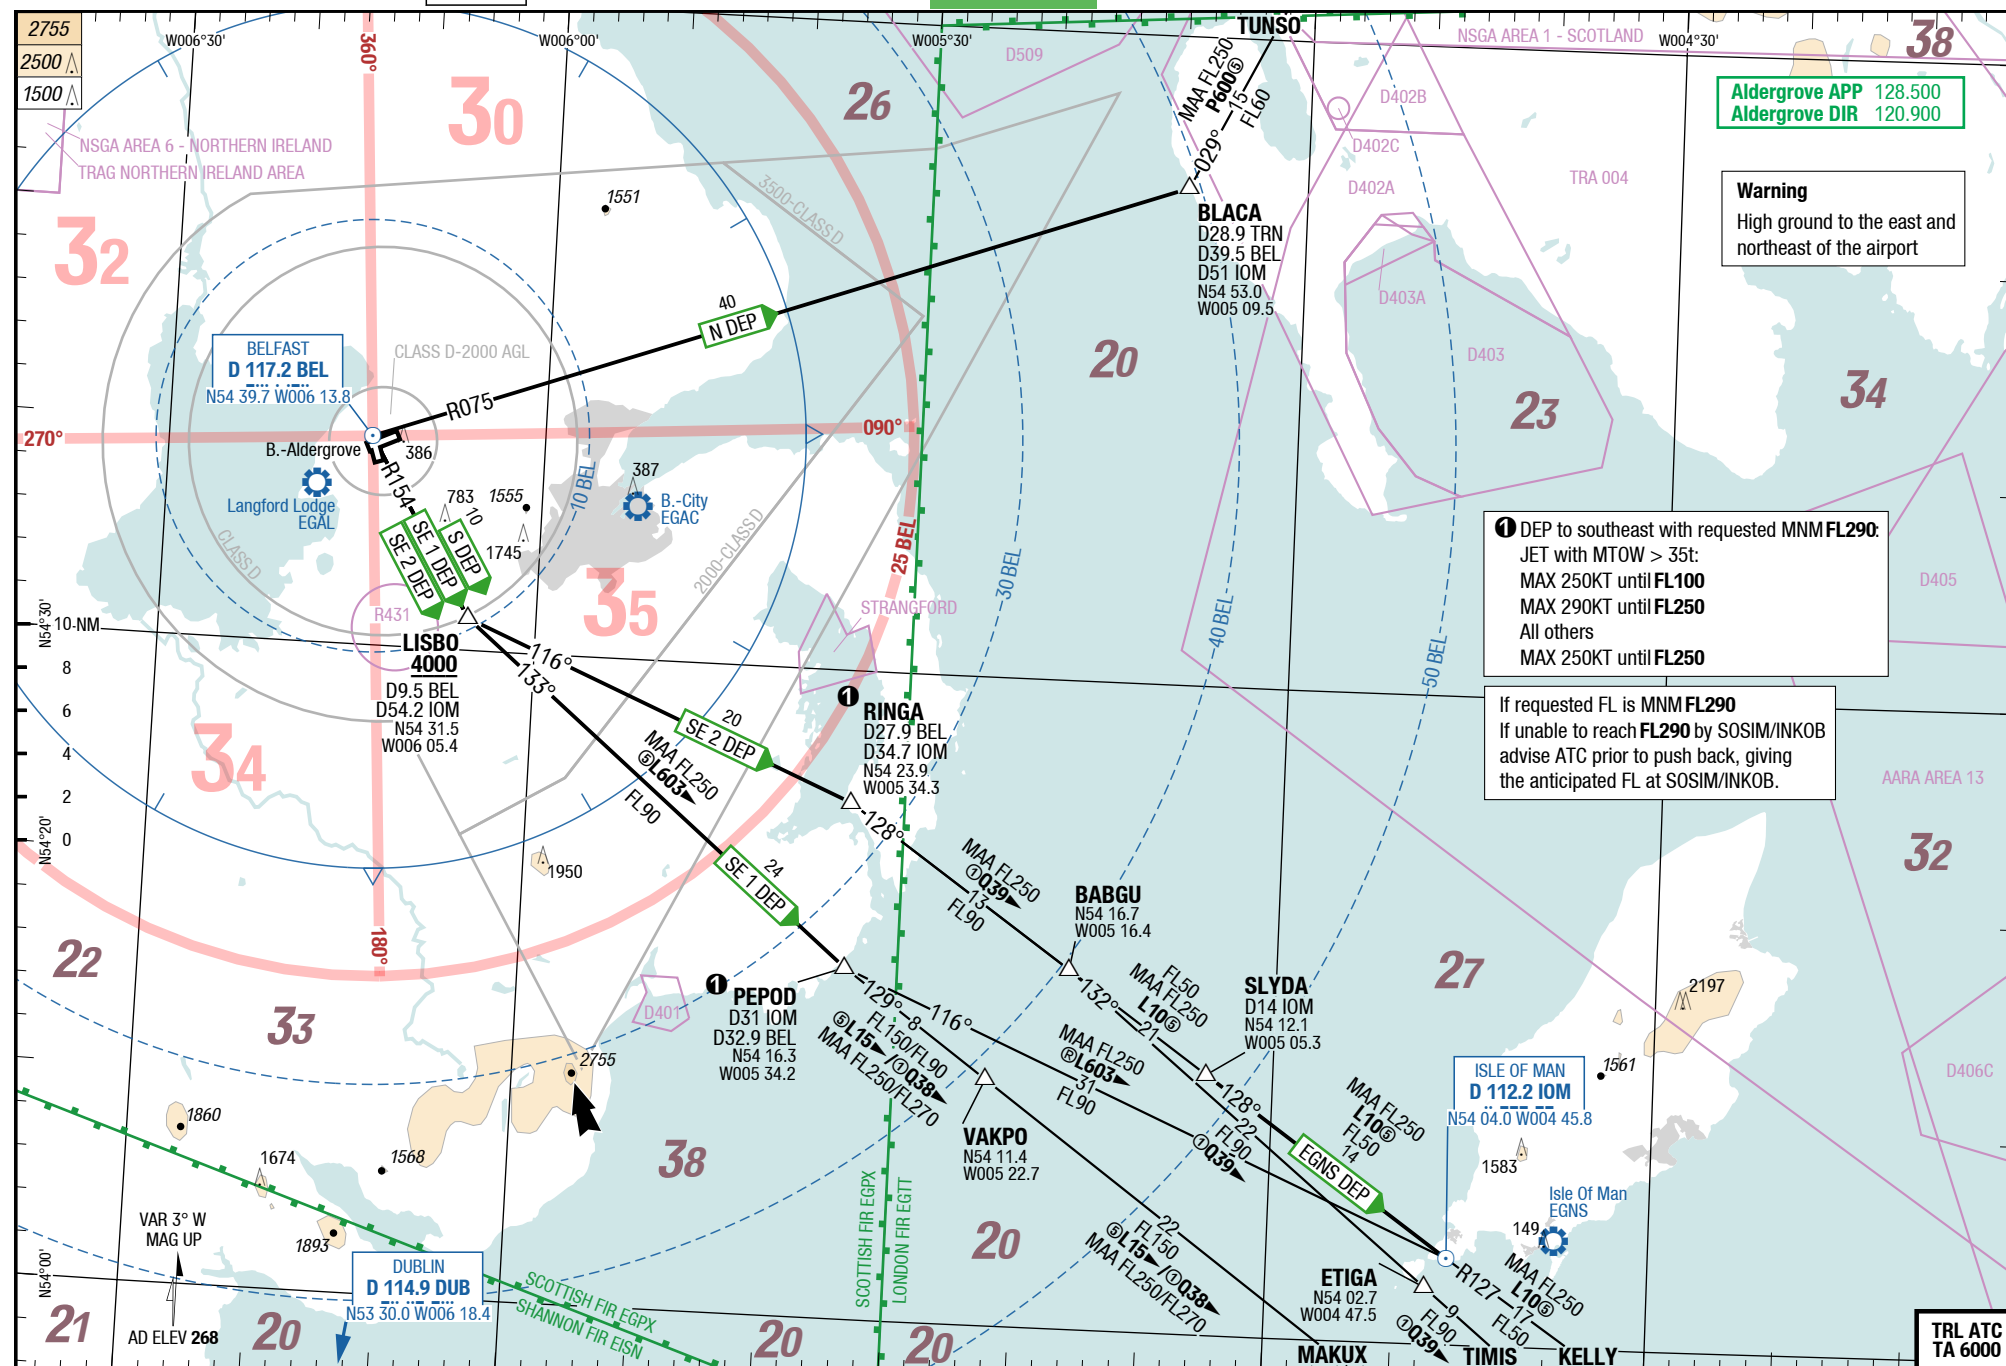 2755
2500
1500
W006°30'
360°
W006°00'
W005°30'
TUNSO
W004°30'
38
NSGA AREA 1 - SCOTLAND
D509
MAA FL250
P600⑤
15
FL60
029°
26
30
D402B
D402C
D402A
TRA 004
Aldergrove APP 128.500
Aldergrove DIR 120.900
NSGA AREA 6 - NORTHERN IRELAND
TRAG NORTHERN IRELAND AREA
1551
3500-CLASS D
Warning
High ground to the east and
northeast of the airport
BLACA
D28.9 TRN
D39.5 BEL
D51 IOM
N54 53.0
W005 09.5
32
40
N DEP
D403A
D403
20
23
34
BELFAST
D 117.2 BEL
N54 39.7 W006 13.8
CLASS D-2000 AGL
R075
270°
090°
B.-Aldergrove
386
R154
Langford Lodge
EGAL
783
10
1555
1745
387
B.-City
EGAC
10 BEL
25 BEL
30 BEL
40 BEL
50 BEL
CLASS D
2000-CLASS D
SE 2 DEP
SE 1 DEP
S DEP
35
R431
STRANGFORD
❶ DEP to southeast with requested MNM FL290:
JET with MTOW > 35t:
MAX 250KT until FL100
MAX 290KT until FL250
All others
MAX 250KT until FL250
D405
N54°30'
10 NM
8
6
4
2
0
N54°20'
LISBO
4000
D9.5 BEL
D54.2 IOM
N54 31.5
W006 05.4
116°
133°
20
SE 2 DEP
❶
RINGA
D27.9 BEL
D34.7 IOM
N54 23.9
W005 34.3
If requested FL is MNM FL290
If unable to reach FL290 by SOSIM/INKOB
advise ATC prior to push back, giving
the anticipated FL at SOSIM/INKOB.
AARA AREA 13
34
MAA FL250
⑤L603
FL90
128°
1950
24
SE 1 DEP
MAA FL250
①Q39
13
FL90
BABGU
N54 16.7
W005 16.4
32
22
180°
33
❶
PEPOD
D31 IOM
D32.9 BEL
N54 16.3
W005 34.2
D401
129°
8
116°
FL150/FL90
⑤L15 /①Q38
MAA FL250/FL270
132°
FL50
MAA FL250
L10⑤
21
SLYDA
D14 IOM
N54 12.1
W005 05.3
27
2197
2755
MAA FL250
ⓇL603
31
FL90
128°
22
FL90
①Q39
MAA FL250
L10⑤
FL50
14
EGNS DEP
ISLE OF MAN
D 112.2 IOM
N54 04.0 W004 45.8
1561
D406C
1583
1860
1674
1568
1893
38
VAKPO
N54 11.4
W005 22.7
Isle Of Man
EGNS
149
VAR 3° W
MAG UP
SCOTTISH FIR EGPX
LONDON FIR EGTT
20
22
FL150
⑤L15 /①Q38
MAA FL250/FL270
ETIGA
N54 02.7
W004 47.5
R127
MAA FL250
L10⑤
17
FL50
9
FL90
①Q39
N54°00'
DUBLIN
D 114.9 DUB
N53 30.0 W006 18.4
SCOTTISH FIR EGPX
SHANNON FIR EISN
21
AD ELEV 268
20
20
20
MAKUX
TIMIS
KELLY
TRL ATC
TA 6000